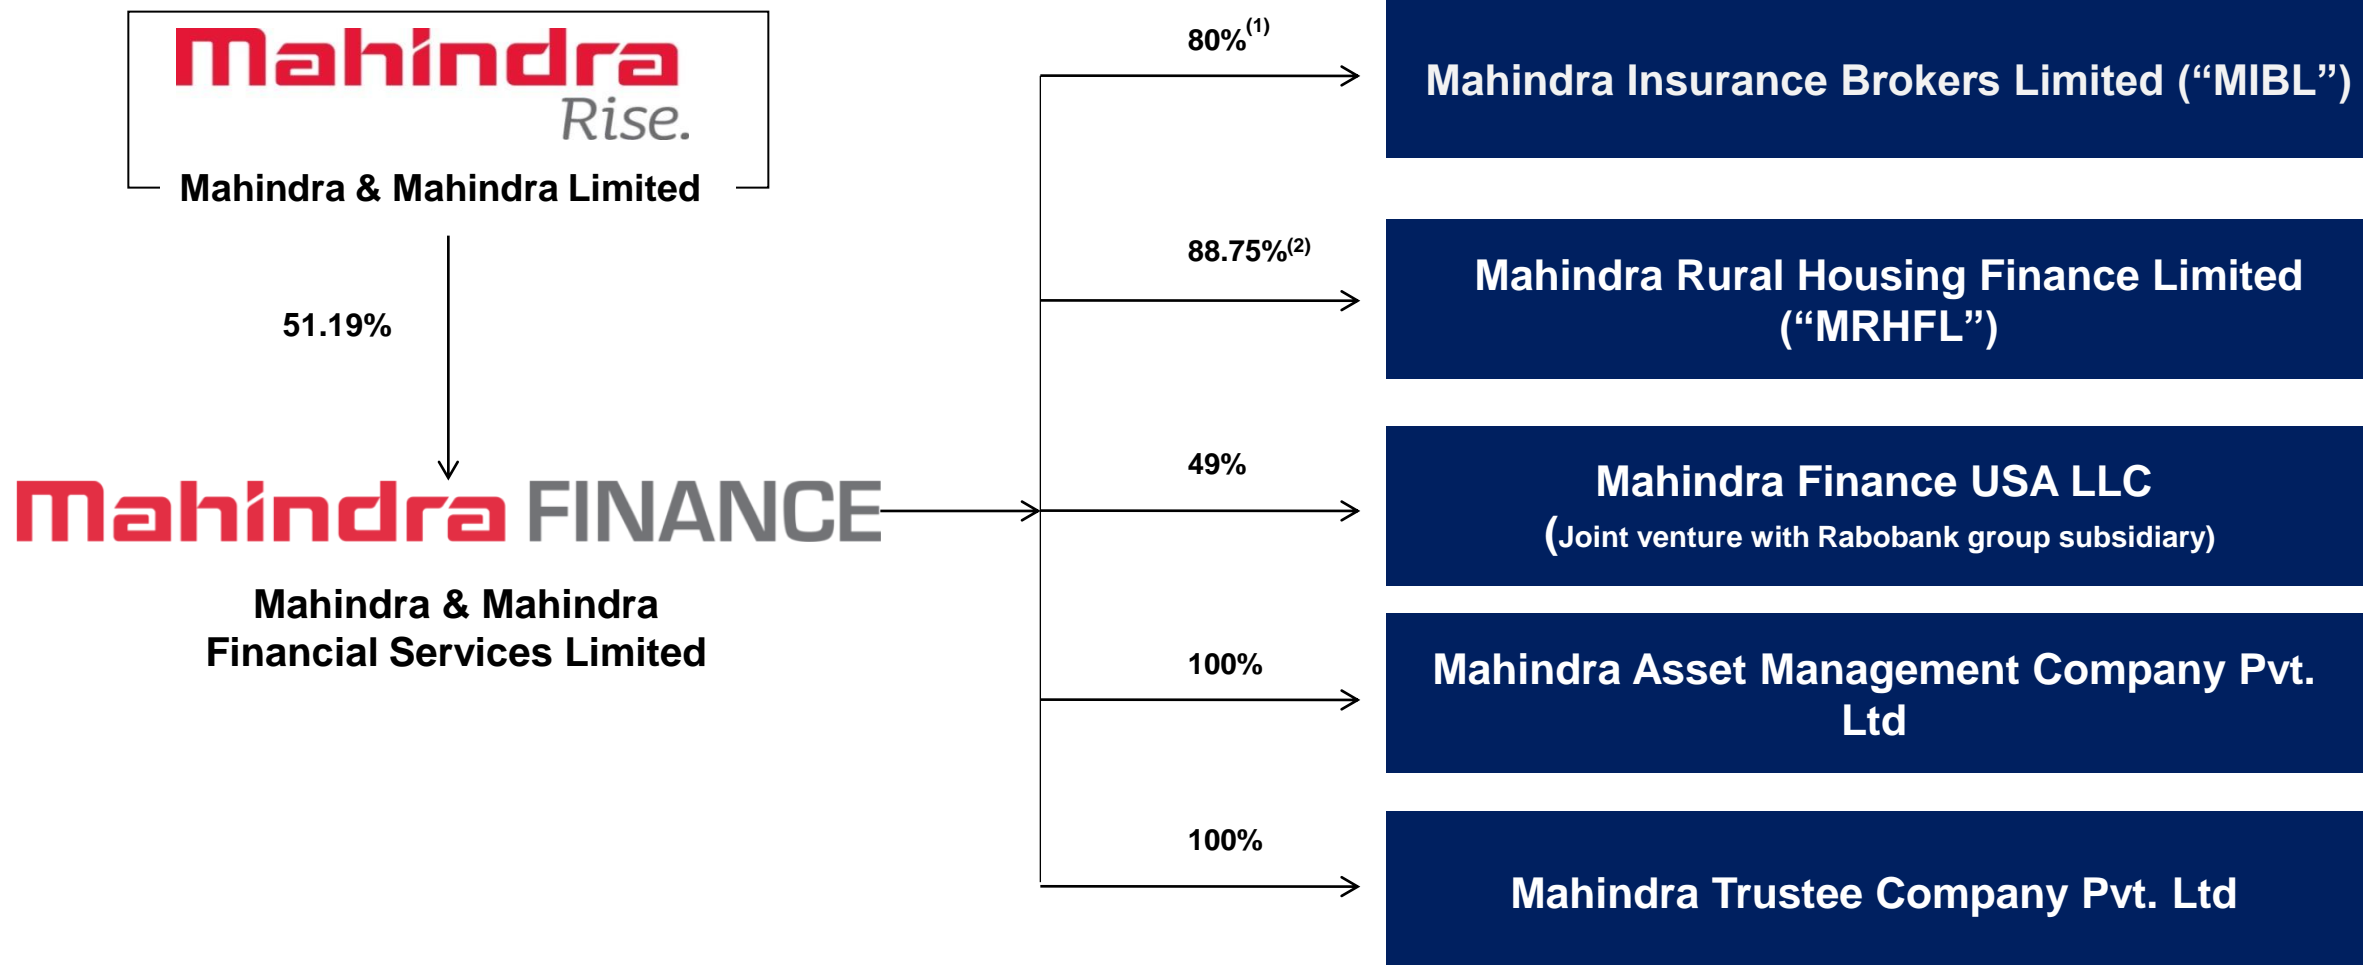 Mahindra
Rise.
Mahindra & Mahindra Limited
51.19%
Mahindra FINANCE
Mahindra & Mahindra
Financial Services Limited
80%(1)
Mahindra Insurance Brokers Limited (“MIBL”)
88.75%(2)
Mahindra Rural Housing Finance Limited
(“MRHFL”)
49%
Mahindra Finance USA LLC
(Joint venture with Rabobank group subsidiary)
100%
Mahindra Asset Management Company Pvt.
Ltd
100%
Mahindra Trustee Company Pvt. Ltd